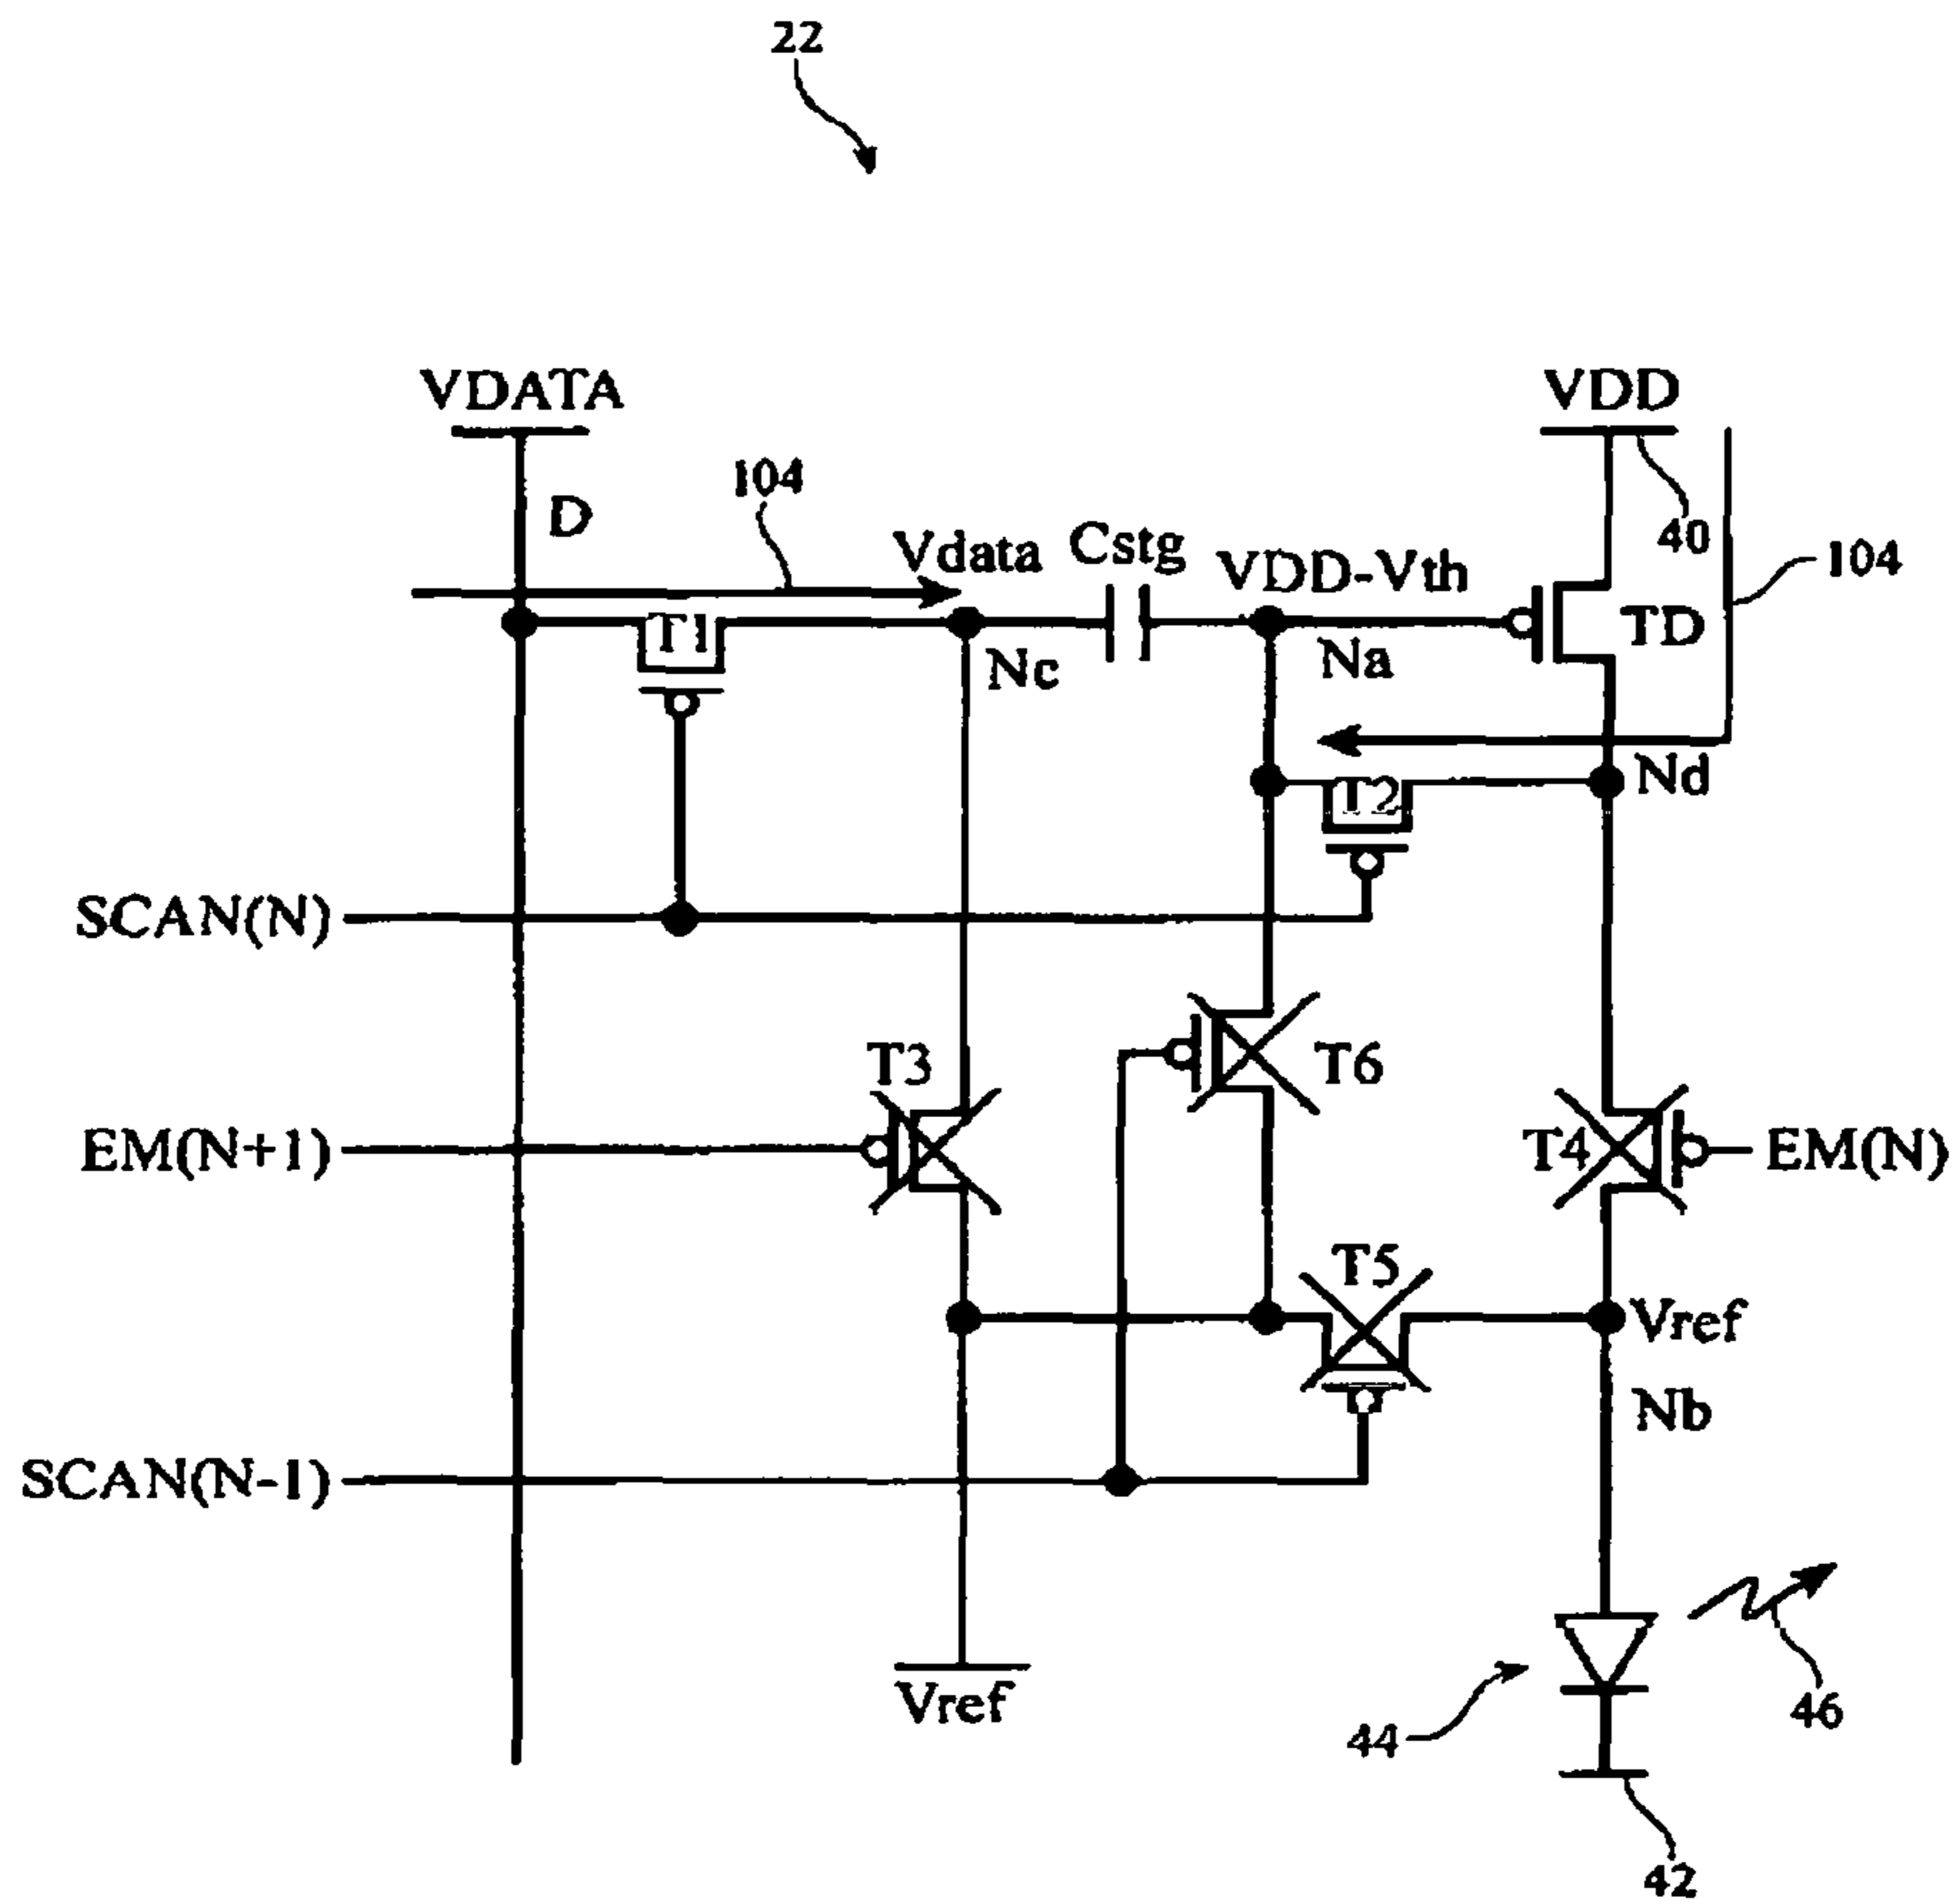 22
VDATA
VDD
104
D
40
Vdata
Cstg
VDD-Vth
104
T1
TD
Nc
Na
T2
Nd
SCAN(N)
T3
T6
EM(N+1)
T4
EM(N)
T5
Vref
Nb
SCAN(N-1)
Vref
44
46
42